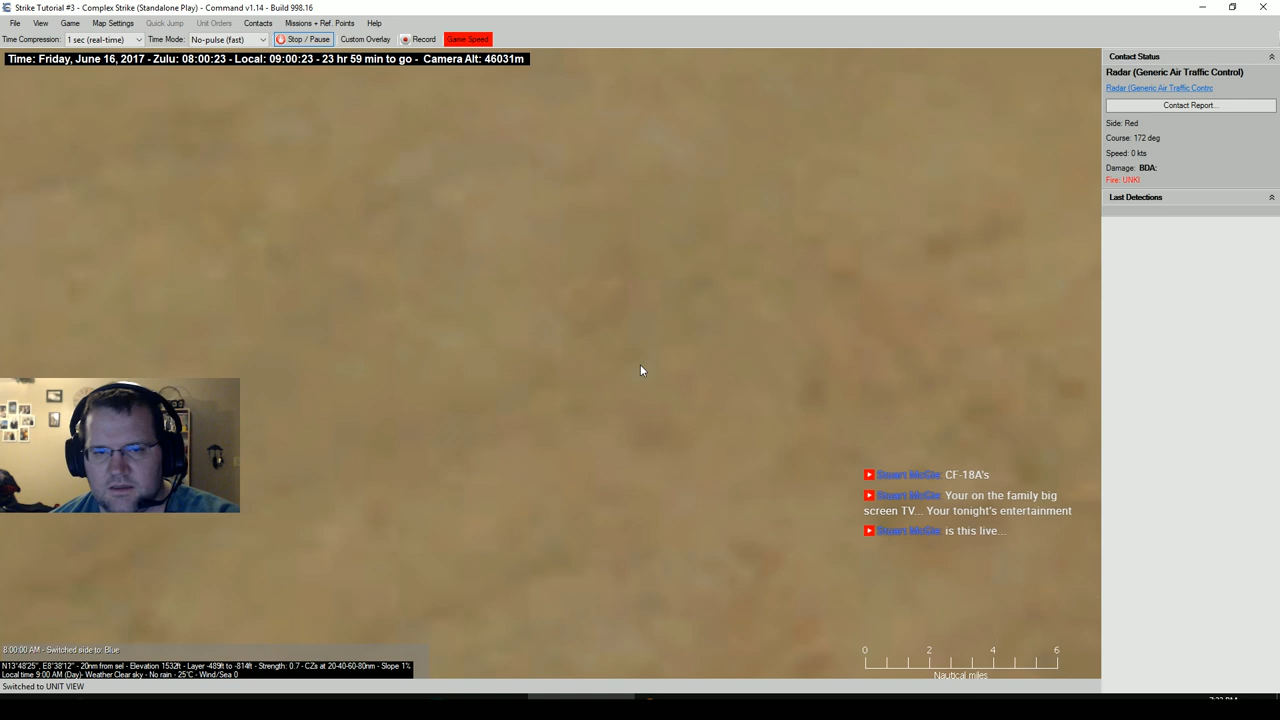 Strike Tutorial #3 - Complex Strike (Standalone Play) - Command v1.14 - Build 998.16
File View Game Map Settings Quick Jump Unit Orders Contacts Missions + Ref. Points Help
Time Compression: 1 sec (real-time) Time Mode: No-pulse (fast) Stop / Pause Custom Overlay Record Game Speed
Time: Friday, June 16, 2017 - Zulu: 08:00:23 - Local: 09:00:23 - 23 hr 59 min to go - Camera Alt: 46031m
Contact Status
Radar (Generic Air Traffic Control)
Radar (Generic Air Traffic Contrc
Contact Report...
Side: Red
Course: 172 deg
Speed: 0 kts
Damage: BDA:
Fire: UNKI
Last Detections
Stuart McGie: CF-18A's
Stuart McGie: Your on the family big
screen TV... Your tonight's entertainment
Stuart McGie: is this live...
8:00:00 AM - Switched side to: Blue
N13°48'25", E8°38'12" - 20nm from sel - Elevation 1532ft - Layer -489ft to -814ft - Strength: 0.7 - CZs at 20-40-60-80nm - Slope 1%
Local time 9:00 AM (Day)- Weather Clear sky - No rain - 25°C - Wind/Sea 0
0 2 4 6
Nautical miles
Switched to UNIT VIEW